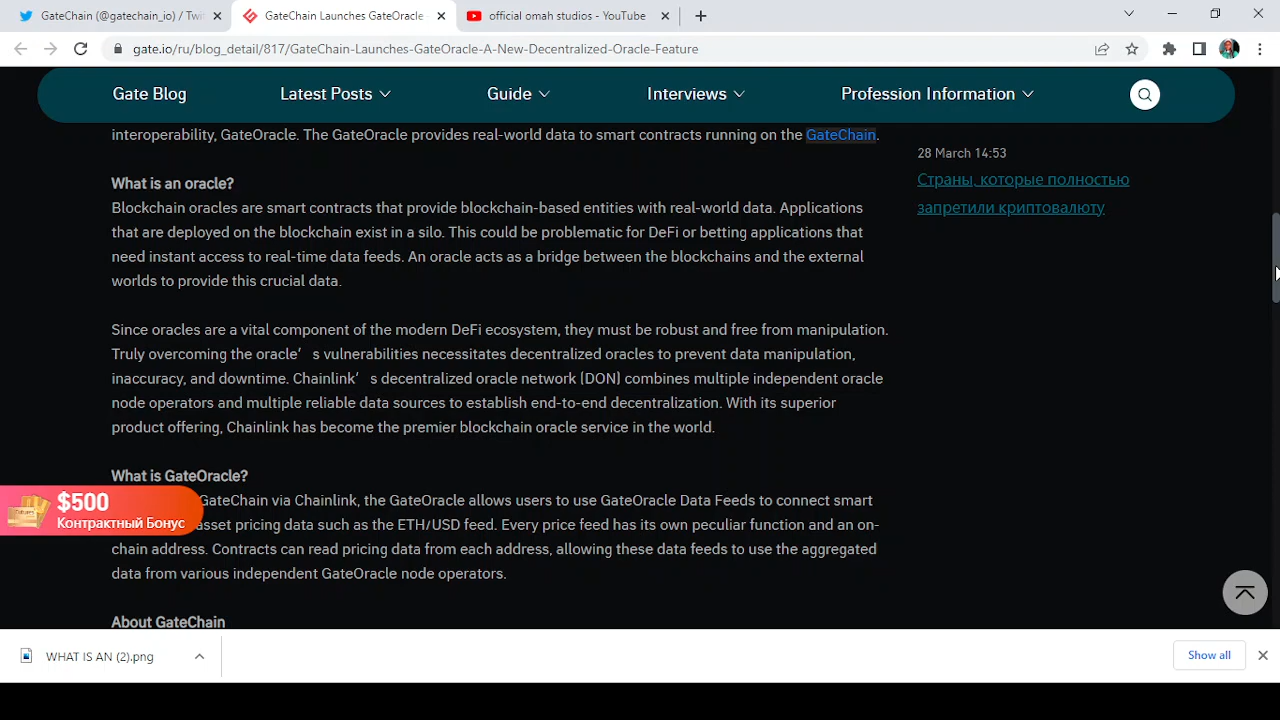 GateChain (@gatechain_io) / Twi
GateChain Launches GateOracle -
official omah studios - YouTube
gate.io/ru/blog_detail/817/GateChain-Launches-GateOracle-A-New-Decentralized-Oracle-Feature
Gate Blog
Latest Posts
Guide
Interviews
Profession Information
interoperability, GateOracle. The GateOracle provides real-world data to smart contracts running on the GateChain.
28 March 14:53
Страны, которые полностью
запретили криптовалюту
What is an oracle?
Blockchain oracles are smart contracts that provide blockchain-based entities with real-world data. Applications
that are deployed on the blockchain exist in a silo. This could be problematic for DeFi or betting applications that
need instant access to real-time data feeds. An oracle acts as a bridge between the blockchains and the external
worlds to provide this crucial data.
Since oracles are a vital component of the modern DeFi ecosystem, they must be robust and free from manipulation.
Truly overcoming the oracle’ s vulnerabilities necessitates decentralized oracles to prevent data manipulation,
inaccuracy, and downtime. Chainlink’ s decentralized oracle network (DON) combines multiple independent oracle
node operators and multiple reliable data sources to establish end-to-end decentralization. With its superior
product offering, Chainlink has become the premier blockchain oracle service in the world.
What is GateOracle?
GateChain via Chainlink, the GateOracle allows users to use GateOracle Data Feeds to connect smart
asset pricing data such as the ETH/USD feed. Every price feed has its own peculiar function and an on-
chain address. Contracts can read pricing data from each address, allowing these data feeds to use the aggregated
data from various independent GateOracle node operators.
$500
Контрактный Бонус
About GateChain
WHAT IS AN (2).png
Show all